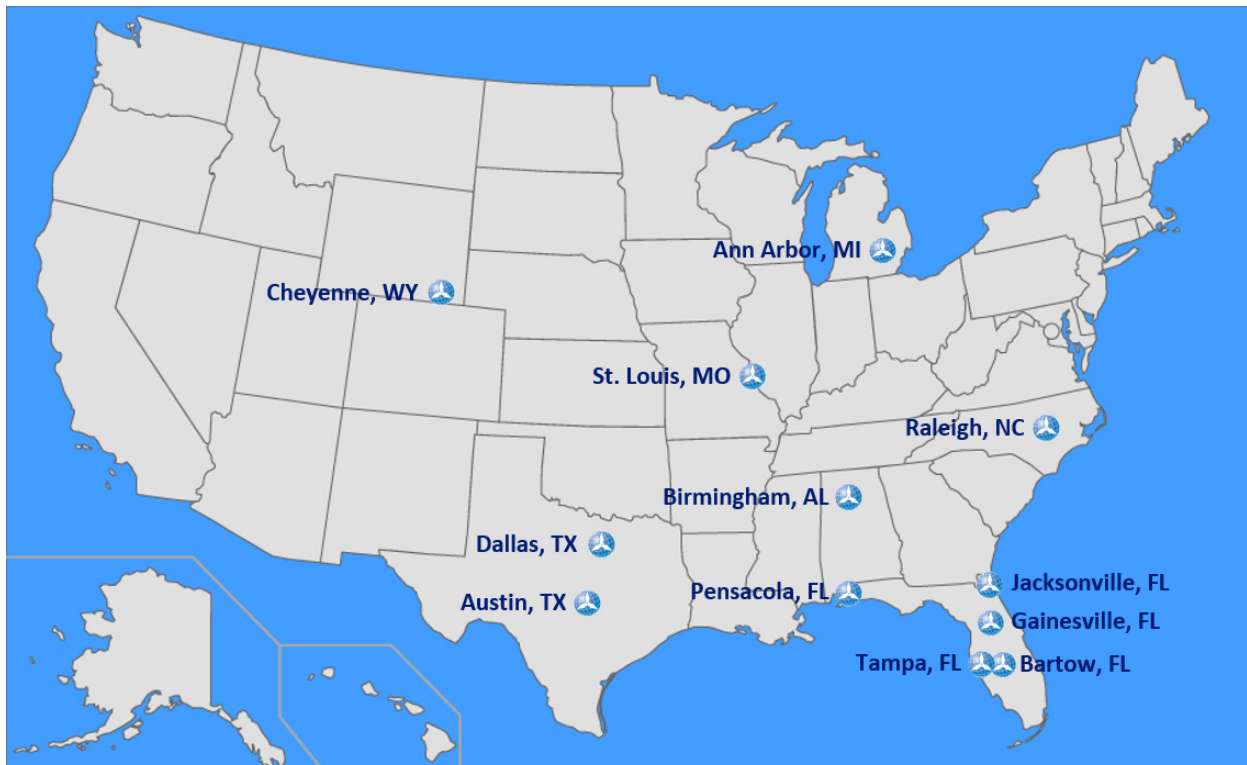 Ann Arbor, MI
Cheyenne, WY
St. Louis, MO
Raleigh, NC
Birmingham, AL
Dallas, TX
Pensacola, FL
Jacksonville, FL
Austin, TX
Gainesville, FL
Tampa, FL
Bartow, FL